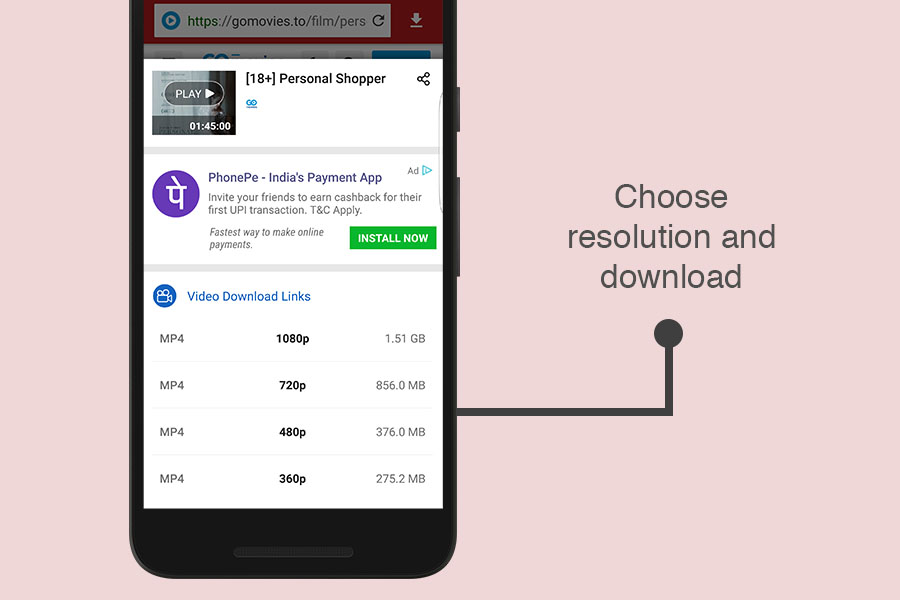 https://gomovies.to/film/pers
[18+] Personal Shopper
PLAY
01:45:00
Ad
PhonePe - India's Payment App
पे
Invite your friends to earn cashback for their
first UPI transaction. T&C Apply.
Fastest way to make online
payments.
INSTALL NOW
Video Download Links
MP4 1080p 1.51 GB
MP4 720p 856.0 MB
MP4 480p 376.0 MB
MP4 360p 275.2 MB
Choose
resolution and
download